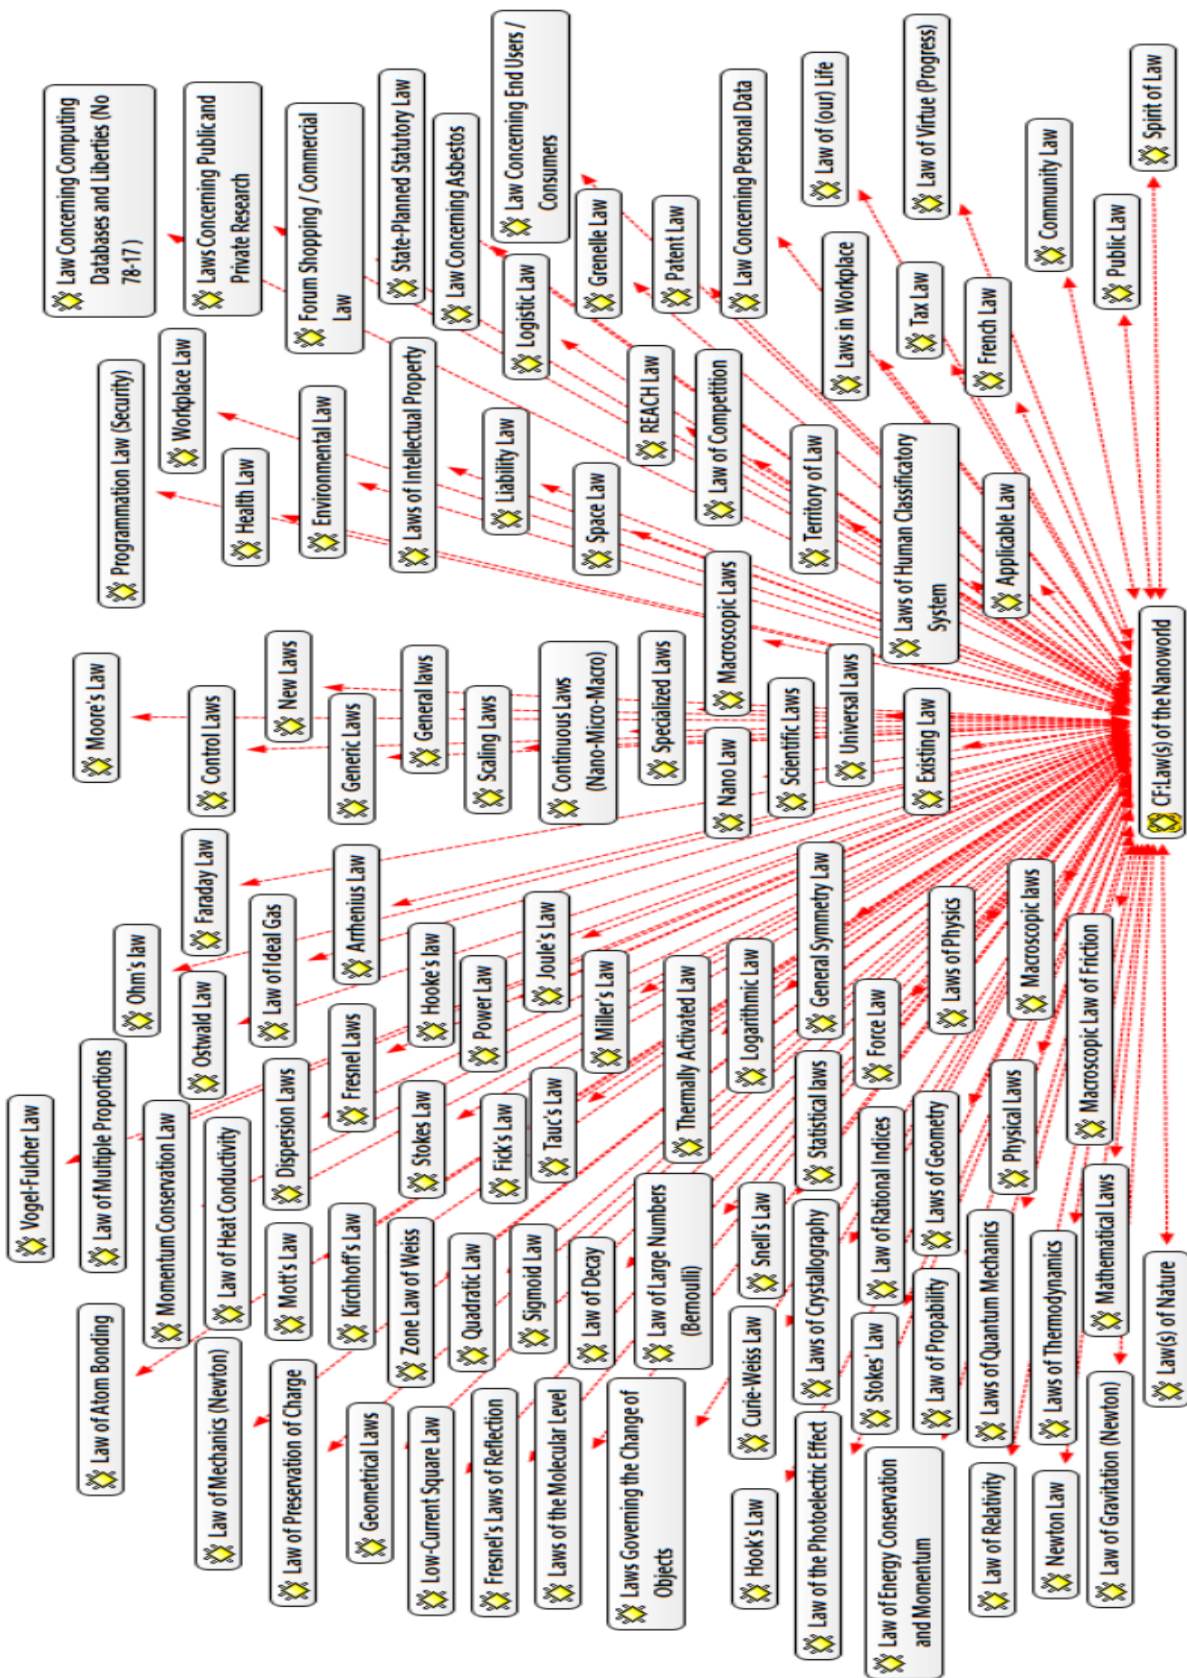 Vogel-Fulcher Law
Law of Atom Bonding
Law of Multiple Proportions
Ohm's law
Moore's Law
Programmation Law (Security)
Law Concerning Computing
Databases and Liberties (No
78-17 )
Momentum Conservation Law
Ostwald Law
Faraday Law
Control Laws
Workplace Law
Laws Concerning Public and
Private Research
Law of Mechanics (Newton)
Law of Heat Conductivity
Law of Ideal Gas
New Laws
Health Law
Forum Shopping / Commercial
Law
Law of Preservation of Charge
Mott's Law
Dispersion Laws
Arrhenius Law
Generic Laws
Environmental Law
State-Planned Statutory Law
Geometrical Laws
Kirchhoff's Law
Fresnel Laws
Hooke's law
General laws
Laws of Intellectual Property
Law Concerning Asbestos
Low-Current Square Law
Zone Law of Weiss
Stokes Law
Power Law
Scaling Laws
Liability Law
Logistic Law
Law Concerning End Users /
Consumers
Fresnel's Laws of Reflection
Quadratic Law
Fick's Law
Joule's Law
Continuous Laws
(Nano-Micro-Macro)
Space Law
Grenelle Law
Laws of the Molecular Level
Sigmoid Law
Tauc's Law
Miller's Law
Specialized Laws
REACH Law
Patent Law
Laws Governing the Change of
Objects
Law of Decay
Law of Large Numbers
(Bernoulli)
Thermally Activated Law
Nano Law
Macroscopic Laws
Law of Competition
Law Concerning Personal Data
Hook's Law
Curie-Weiss Law
Snell's Law
Logarithmic Law
Scientific Laws
Territory of Law
Laws in Workplace
Law of (our) Life
Law of the Photoelectric Effect
Laws of Crystallography
Statistical laws
General Symmetry Law
Universal Laws
Laws of Human Classificatory
System
Tax Law
Law of Virtue (Progress)
Law of Energy Conservation
and Momentum
Stokes' Law
Law of Rational Indices
Force Law
Existing Law
Applicable Law
French Law
Law of Propability
Laws of Geometry
Laws of Physics
Law of Relativity
Laws of Quantum Mechanics
Physical Laws
Macroscopic laws
Community Law
Newton Law
Laws of Thermodynamics
Macroscopic Law of Friction
Public Law
Law of Gravitation (Newton)
Mathematical Laws
Law(s) of Nature
CF:Law(s) of the Nanoworld
Spirit of Law